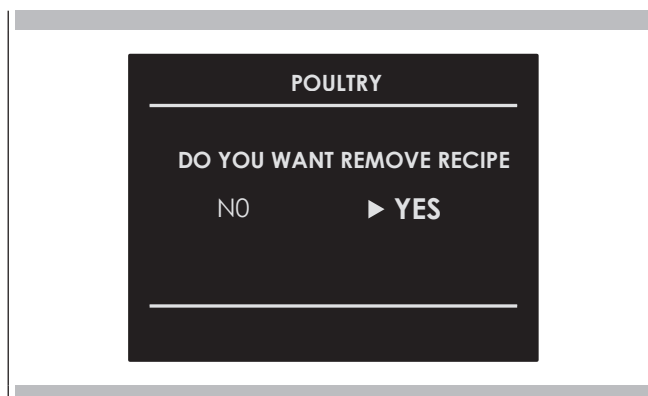 POULTRY
DO YOU WANT REMOVE RECIPE
N0 ▶ YES